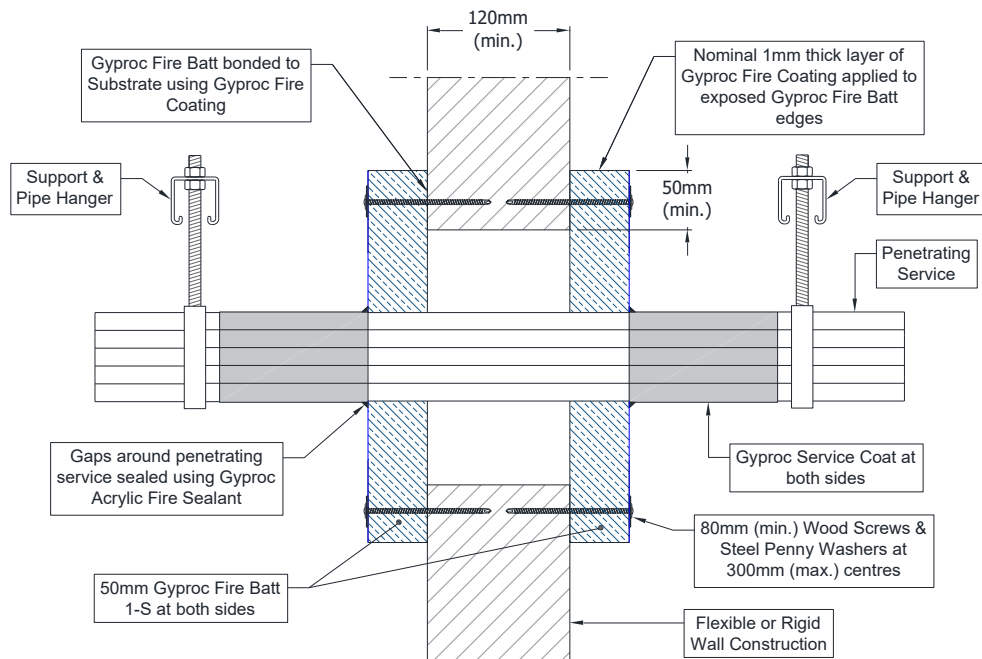 120mm
(min.)
Gyproc Fire Batt bonded to
Substrate using Gyproc Fire
Coating
Nominal 1mm thick layer of
Gyproc Fire Coating applied to
exposed Gyproc Fire Batt
edges
Support &
Pipe Hanger
50mm
(min.)
Support &
Pipe Hanger
Penetrating
Service
Gaps around penetrating
service sealed using Gyproc
Acrylic Fire Sealant
Gyproc Service Coat at
both sides
80mm (min.) Wood Screws &
Steel Penny Washers at
300mm (max.) centres
50mm Gyproc Fire Batt
1-S at both sides
Flexible or Rigid
Wall Construction